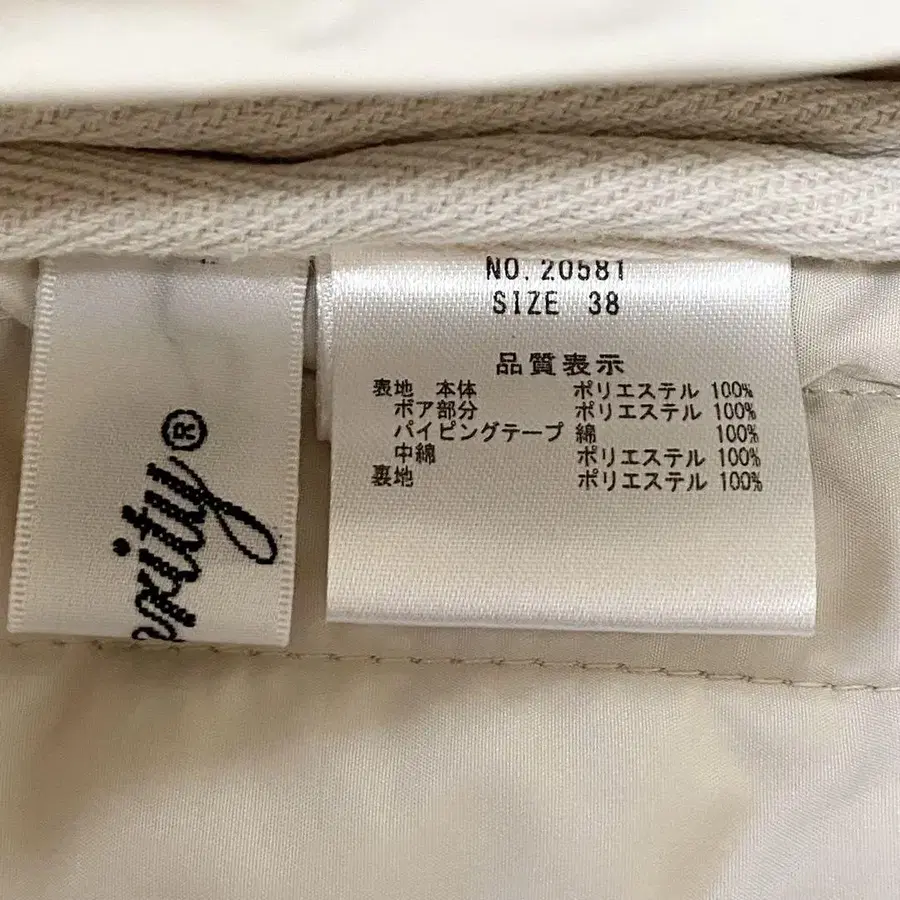 NO. 20581
SIZE 38
品質表示
表地 本体 ポリエステル 100%
ボア部分 ポリエステル 100%
パイピングテープ 綿 100%
中綿 ポリエステル 100%
裏地 ポリエステル 100%